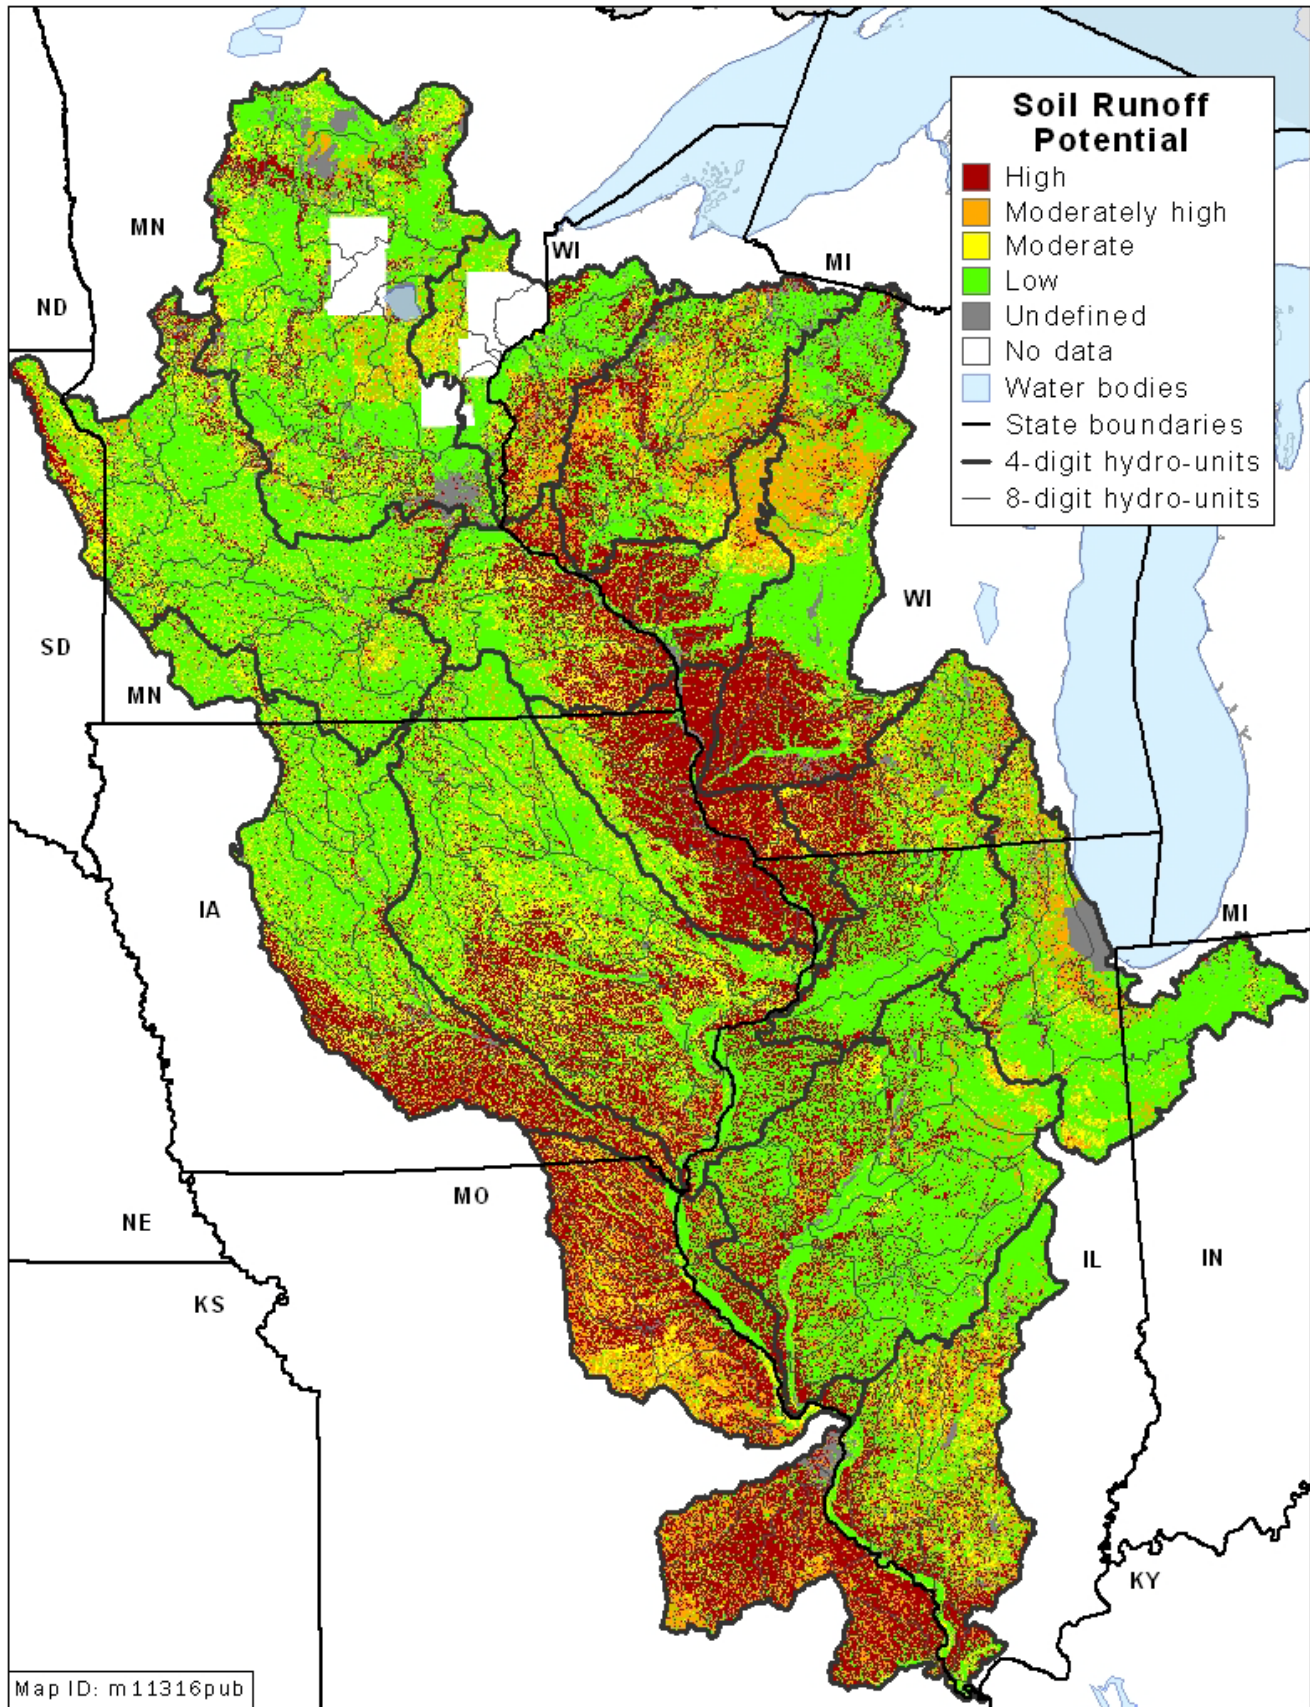 Soil Runoff
Potential
High
Moderately high
Moderate
Low
Undefined
No data
Water bodies
State boundaries
4-digit hydro-units
8-digit hydro-units
MN
WI
MI
ND
WI
SD
MN
IA
MI
MO
NE
IL
IN
KS
KY
Map ID: m11316pub